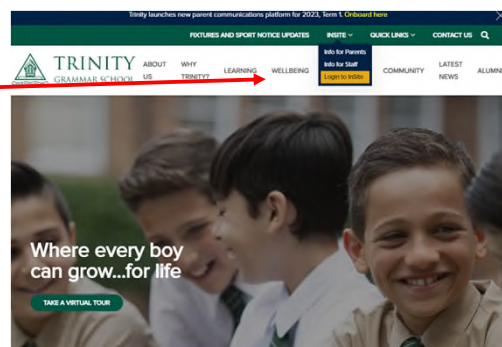 Trinity launches new parent communications platform for 2023, Term 1. Onboard here
FIXTURES AND SPORT NOTICE UPDATES INSITE QUICK LINKS CONTACT US
Info for Parents
Info for Staff
Login to InSite
TRINITY
GRAMMAR SCHOOL
ABOUT US
WHY TRINITY?
LEARNING
WELLBEING
COMMUNITY
LATEST NEWS
ALUMNI
Where every boy
can grow...for life
TAKE A VIRTUAL TOUR